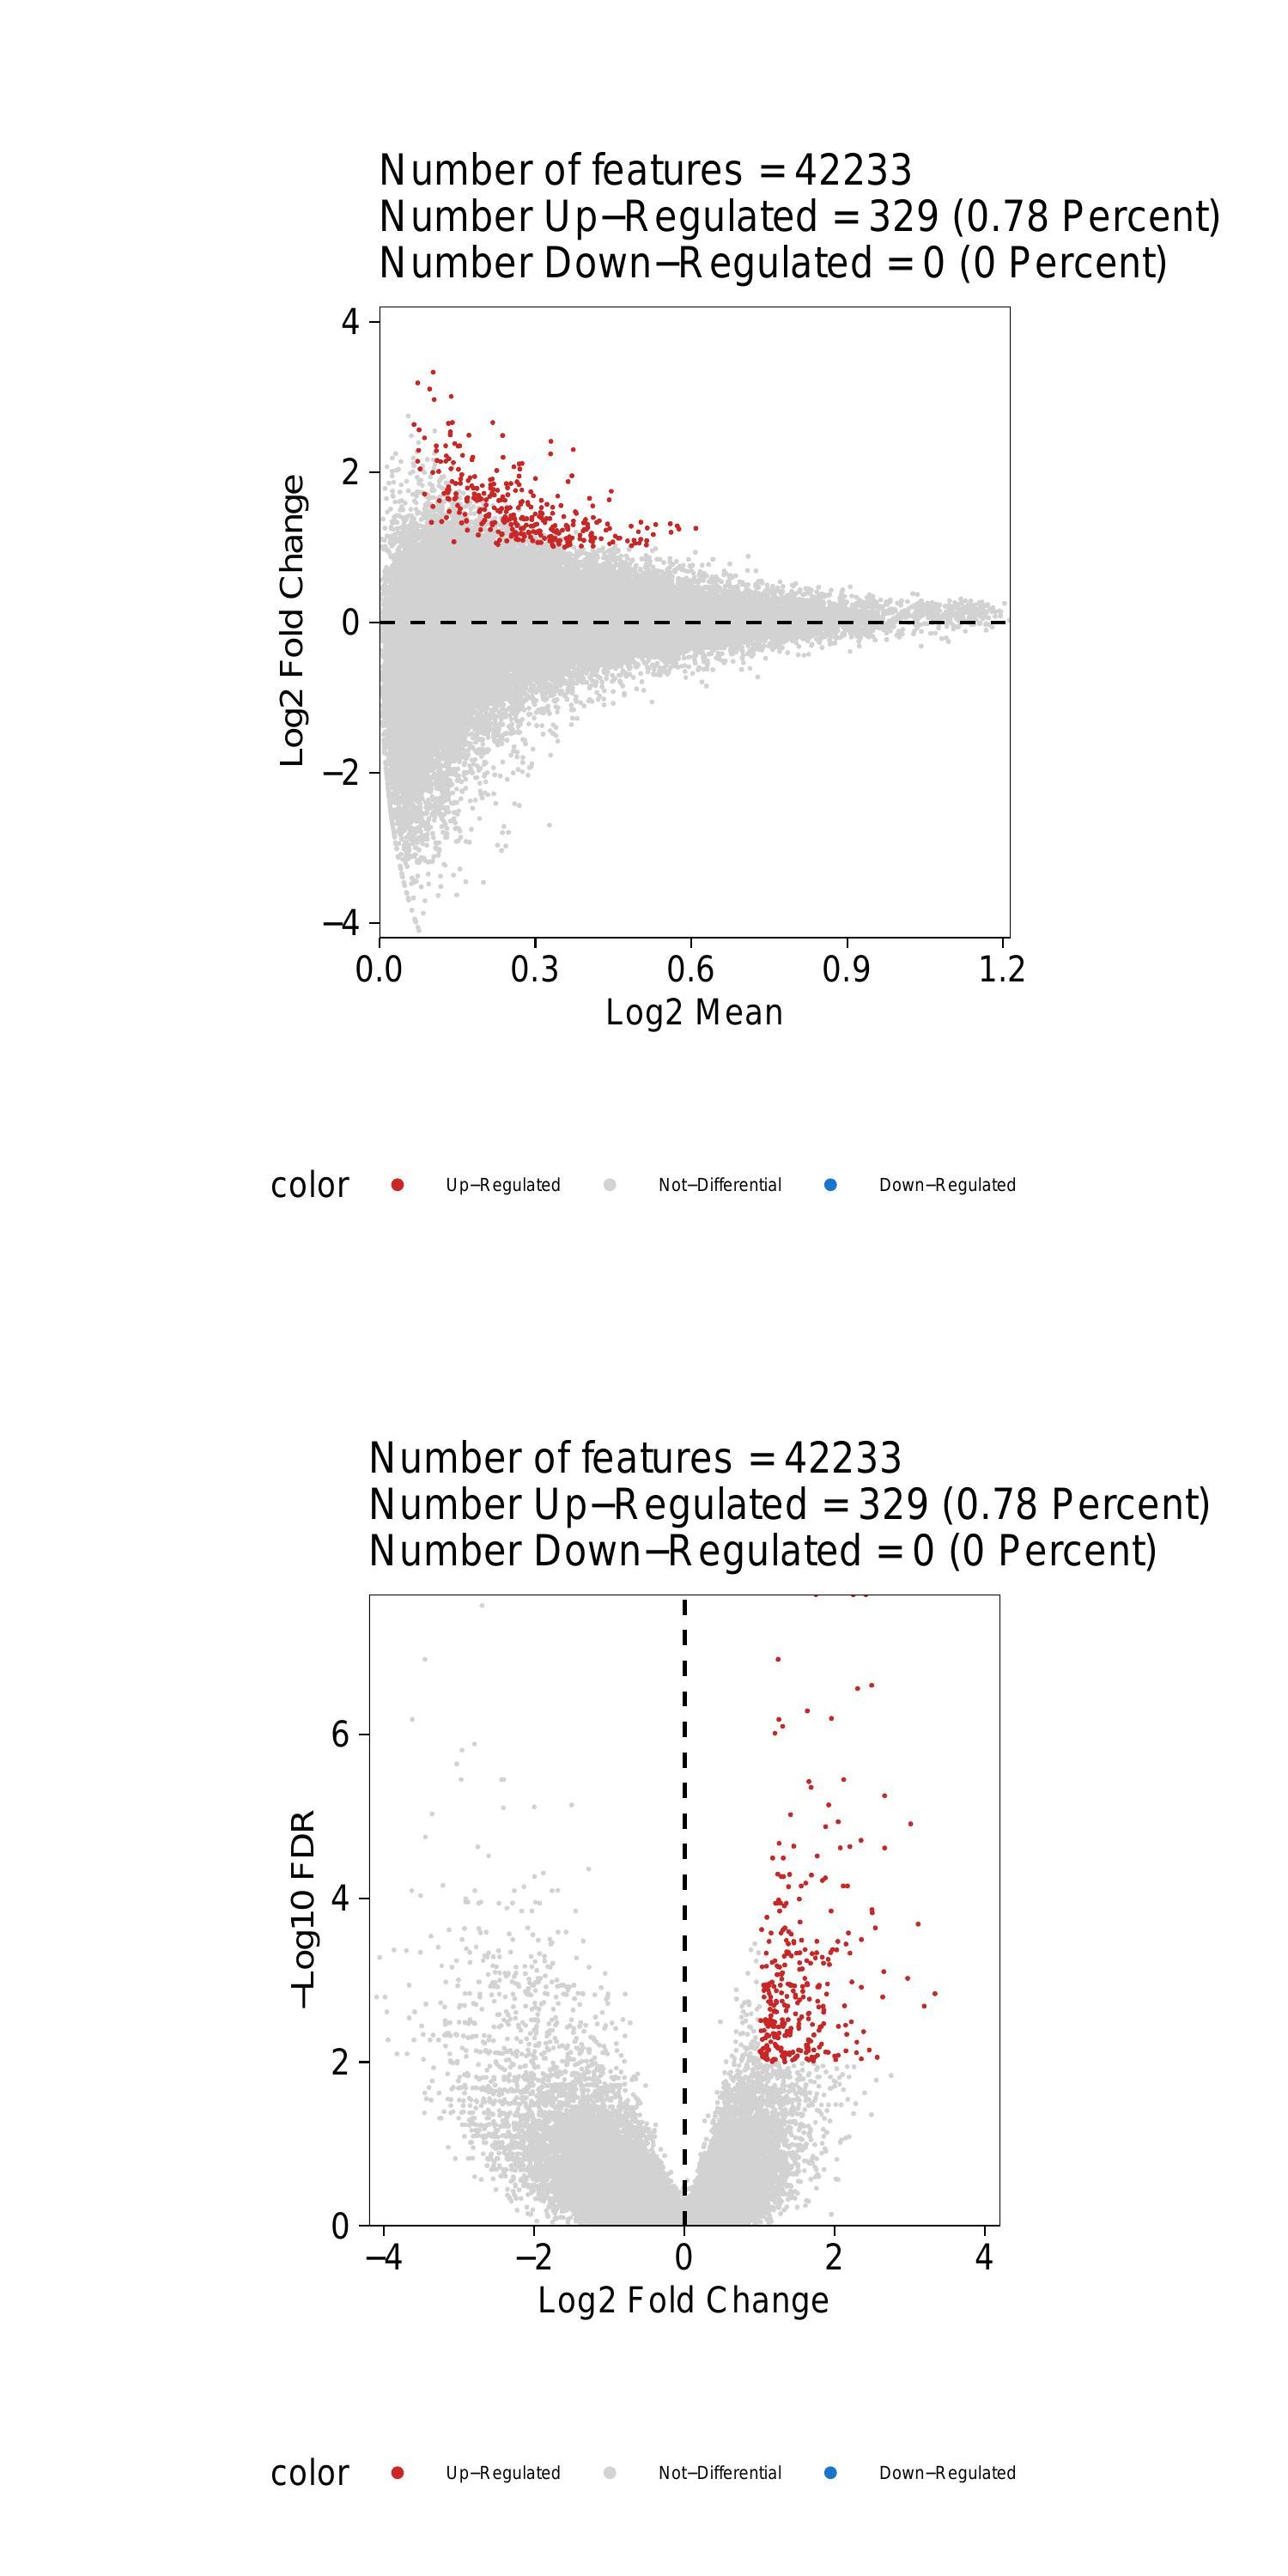 Number of features = 42233
Number Up−Regulated = 329 (0.78 Percent)
Number Down−Regulated = 0 (0 Percent)
4
2
0
−2
−4
Log2 Fold Change
0.0 0.3 0.6 0.9 1.2
Log2 Mean
color Up−Regulated Not−Differential Down−Regulated
Number of features = 42233
Number Up−Regulated = 329 (0.78 Percent)
Number Down−Regulated = 0 (0 Percent)
6
4
2
0
−Log10 FDR
−4 −2 0 2 4
Log2 Fold Change
color Up−Regulated Not−Differential Down−Regulated